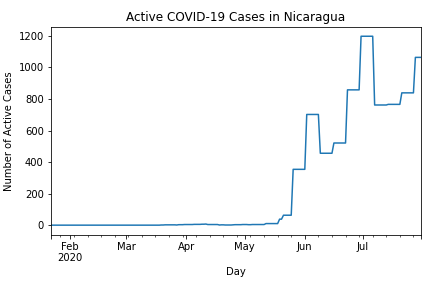 Active COVID-19 Cases in Nicaragua
Number of Active Cases
1200
1000
800
600
400
200
0
Feb
2020
Mar
Apr
May
Jun
Jul
Day